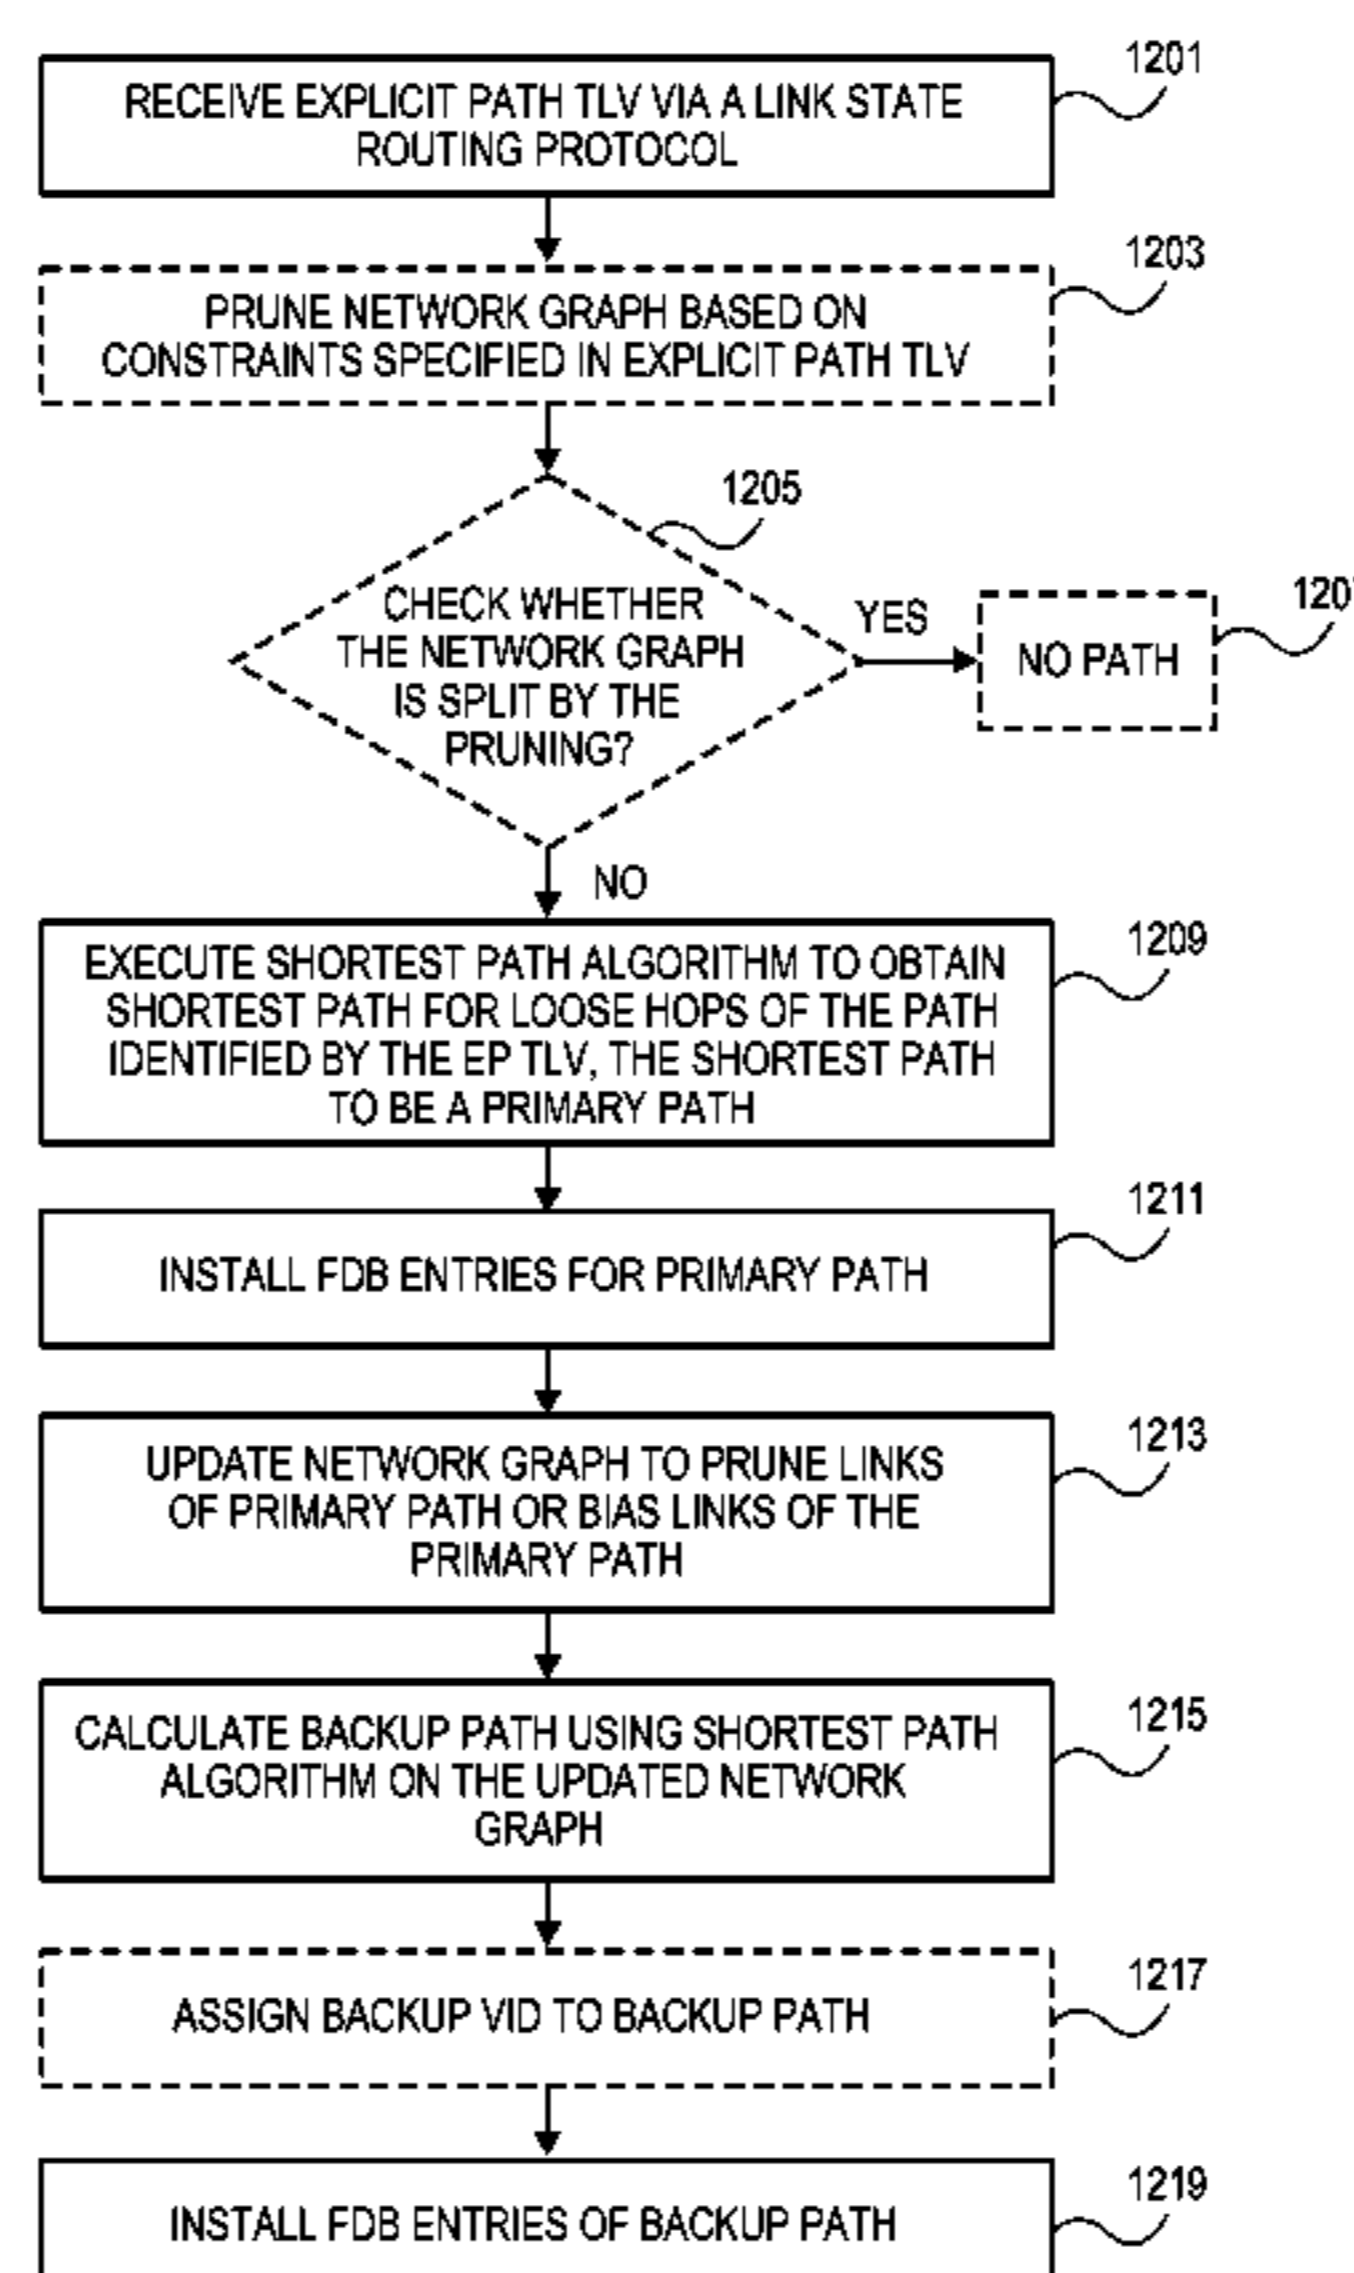 1201
RECEIVE EXPLICIT PATH TLV VIA A LINK STATE
ROUTING PROTOCOL
1203
PRUNE NETWORK GRAPH BASED ON
CONSTRAINTS SPECIFIED IN EXPLICIT PATH TLV
1205
CHECK WHETHER
THE NETWORK GRAPH
IS SPLIT BY THE
PRUNING?
YES
NO PATH
NO
1209
EXECUTE SHORTEST PATH ALGORITHM TO OBTAIN
SHORTEST PATH FOR LOOSE HOPS OF THE PATH
IDENTIFIED BY THE EP TLV, THE SHORTEST PATH
TO BE A PRIMARY PATH
1211
INSTALL FDB ENTRIES FOR PRIMARY PATH
1213
UPDATE NETWORK GRAPH TO PRUNE LINKS
OF PRIMARY PATH OR BIAS LINKS OF THE
PRIMARY PATH
1215
CALCULATE BACKUP PATH USING SHORTEST PATH
ALGORITHM ON THE UPDATED NETWORK
GRAPH
1217
ASSIGN BACKUP VID TO BACKUP PATH
1219
INSTALL FDB ENTRIES OF BACKUP PATH